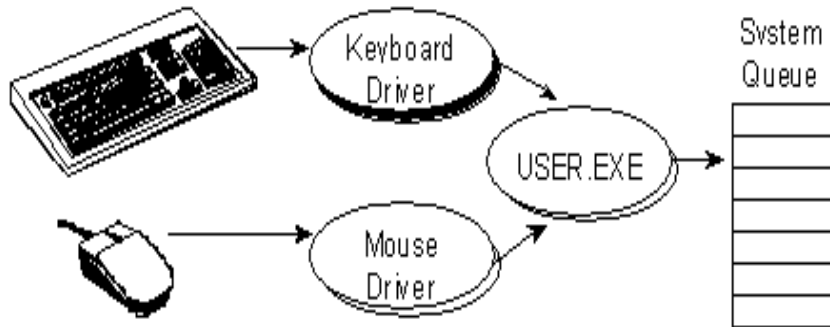 Keyboard
Driver
System
Queue
USER.EXE
Mouse
Driver